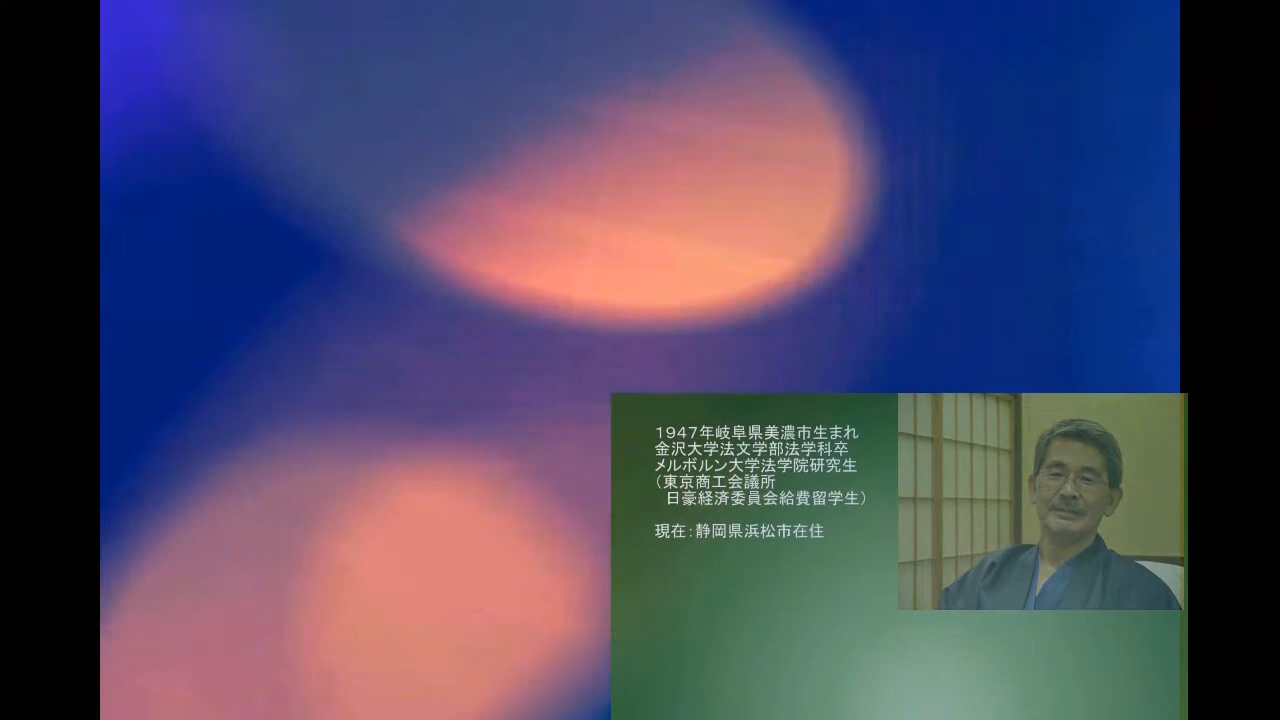 1947年岐阜県美濃市生まれ
金沢大学法文学部法学科卒
メルボルン大学法学院研究生
（東京商工会議所
　日豪経済委員会給費留学生）
現在：静岡県浜松市在住